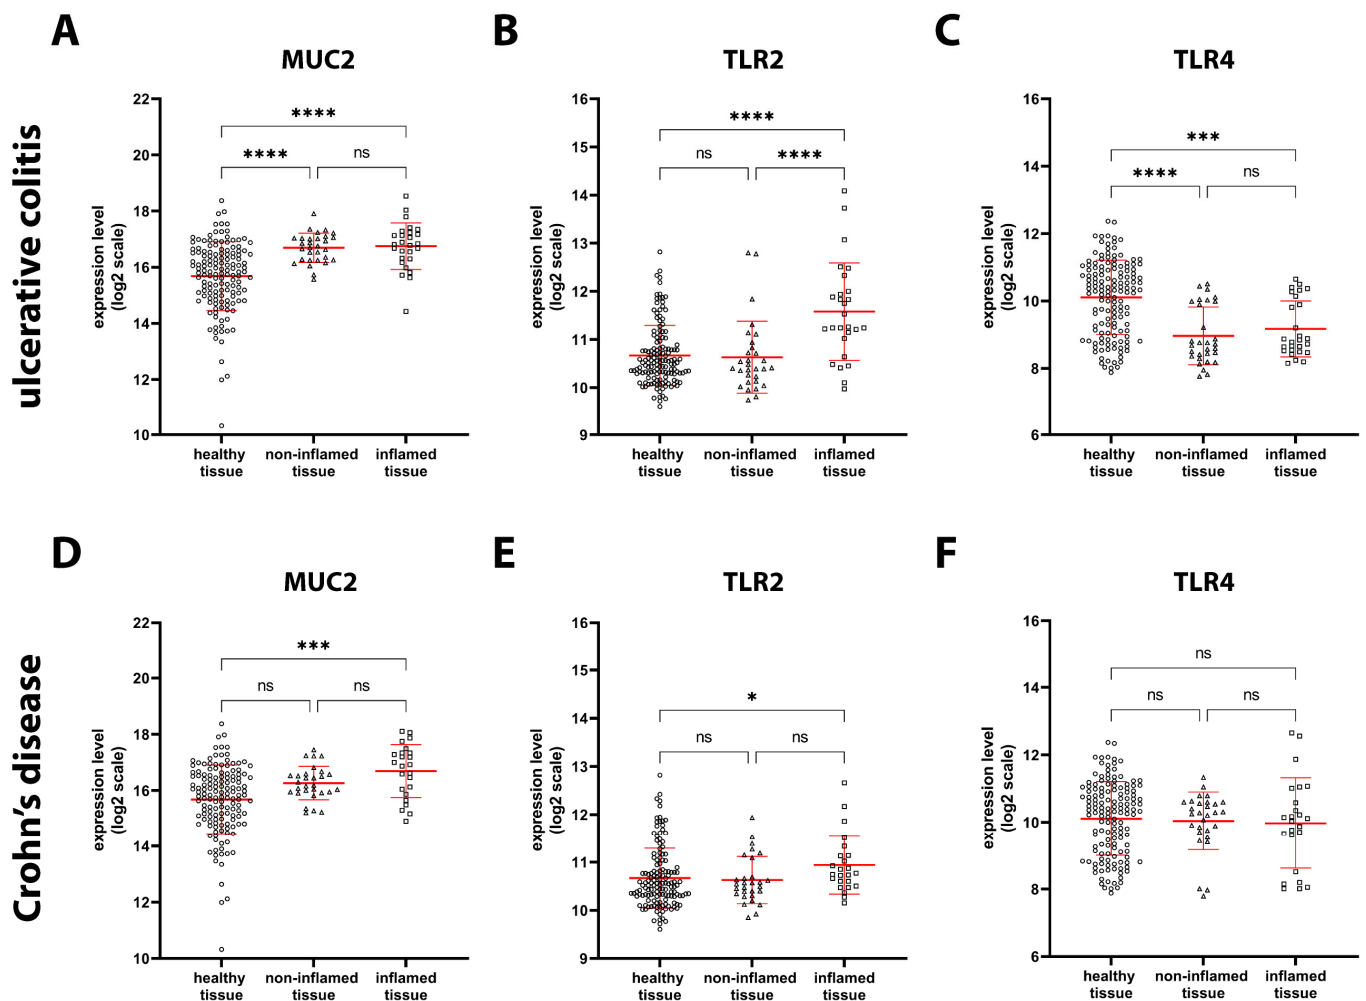 A
MUC2
ulcerative colitis
expression level
(log2 scale)
22
20
18
16
14
12
10
****
****
ns
healthy
tissue
non-inflamed
tissue
inflamed
tissue
B
TLR2
expression level
(log2 scale)
16
15
14
13
12
11
10
9
****
ns
****
healthy
tissue
non-inflamed
tissue
inflamed
tissue
C
TLR4
expression level
(log2 scale)
16
14
12
10
8
6
***
****
ns
healthy
tissue
non-inflamed
tissue
inflamed tissue
D
MUC2
Crohn's disease
expression level
(log2 scale)
22
20
18
16
14
12
10
***
ns
ns
healthy
tissue
non-inflamed
tissue
inflamed
tissue
E
TLR2
expression level
(log2 scale)
16
15
14
13
12
11
10
9
*
ns
ns
healthy
tissue
non-inflamed
tissue
inflamed
tissue
F
TLR4
expression level
(log2 scale)
16
14
12
10
8
6
ns
ns
ns
healthy
tissue
non-inflamed
tissue
inflamed
tissue